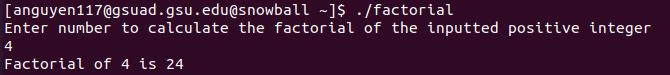 [anguyen117@gsuad.gsu.edu@snowball ~]$ ./factorial
Enter number to calculate the factorial of the inputted positive integer
4
Factorial of 4 is 24